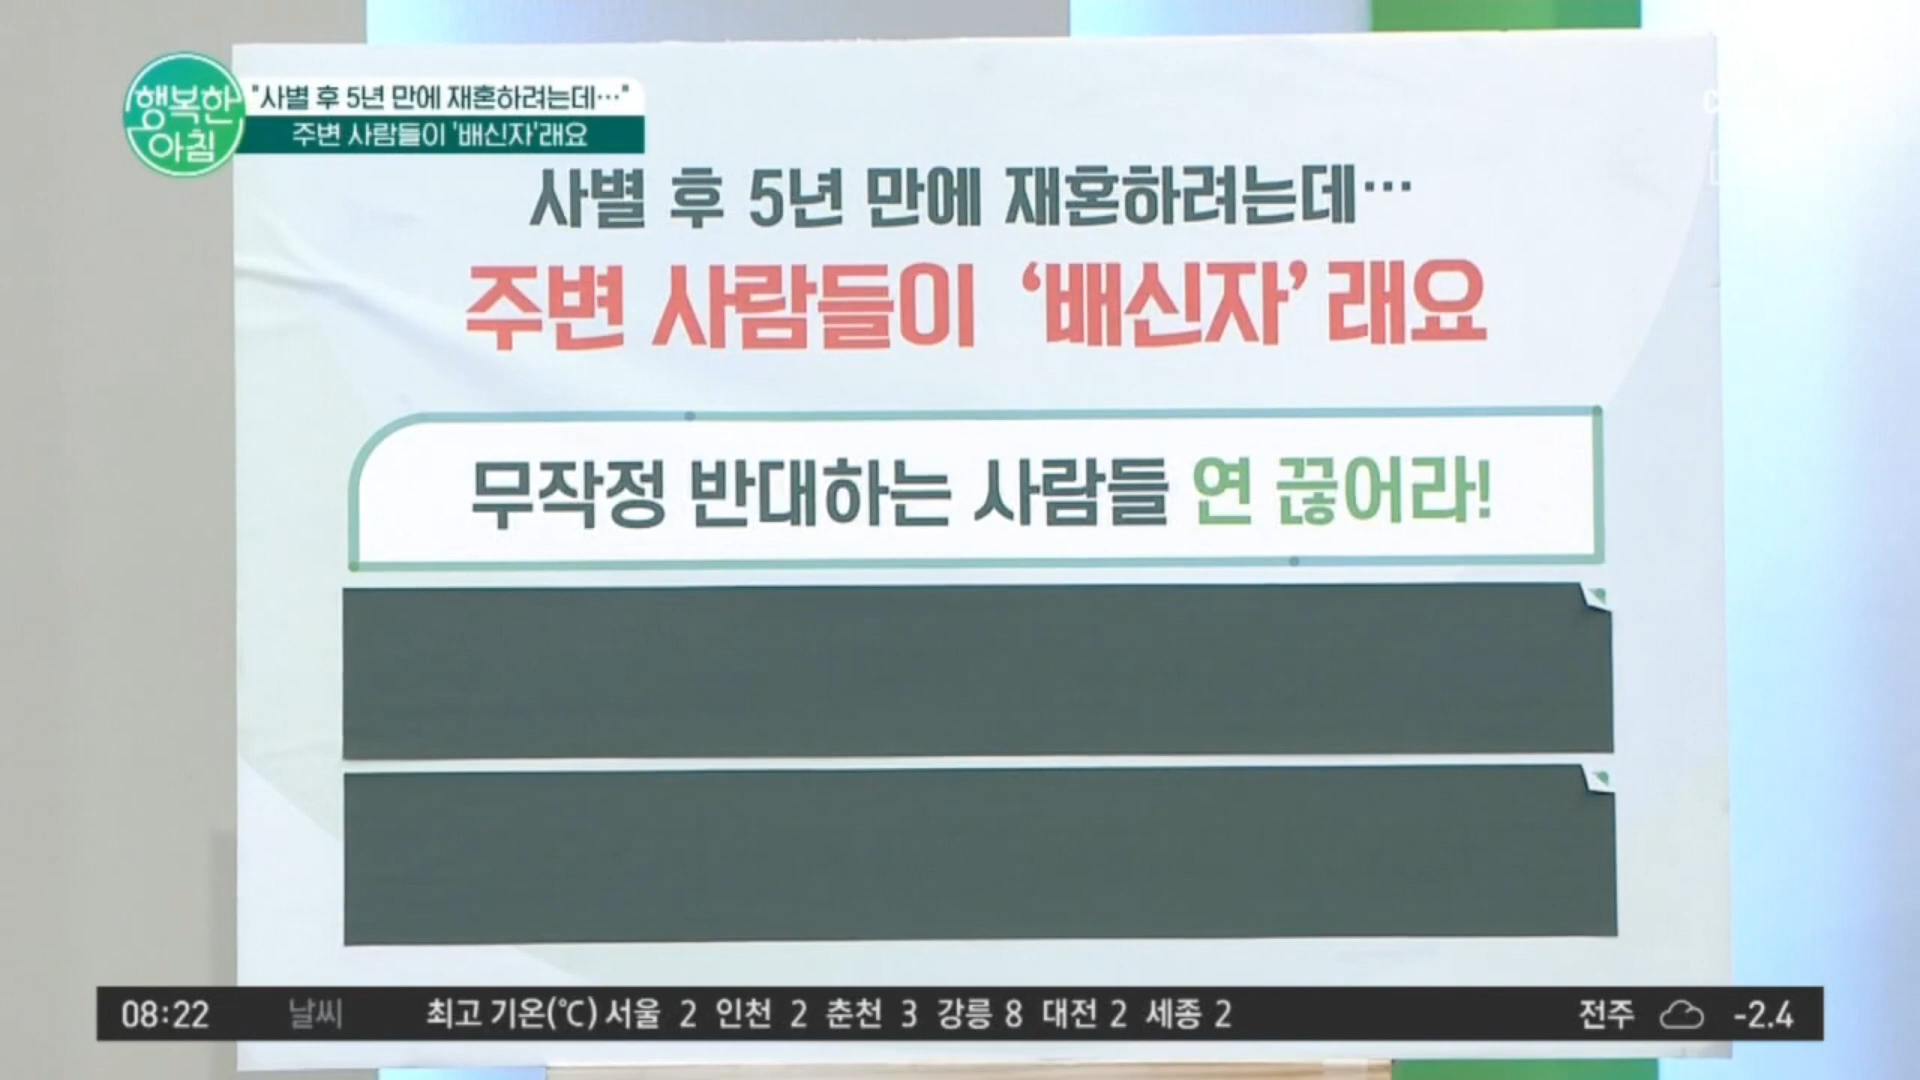 행복한
아침
"사별 후 5년 만에 재혼하려는데…"
주변 사람들이 '배신자'래요
사별 후 5년 만에 재혼하려는데…
주변 사람들이 ‘배신자’ 래요
무작정 반대하는 사람들 연 끊어라!
08:22 날씨 최고 기온(℃) 서울 2 인천 2 춘천 3 강릉 8 대전 2 세종 2 전주 -2.4